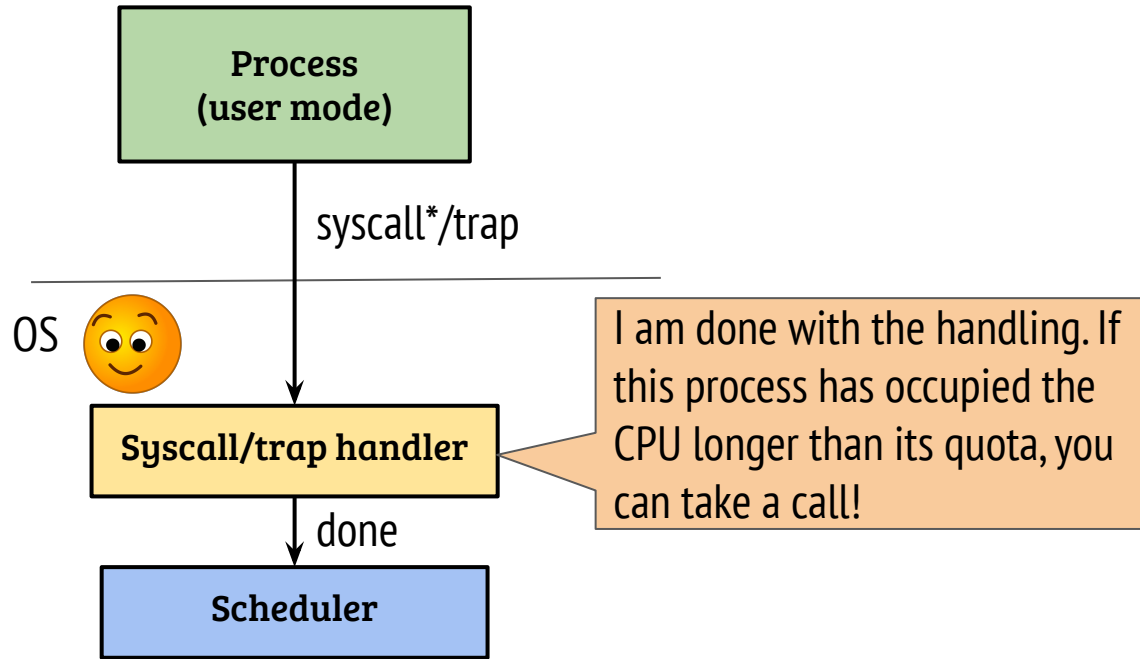 Process
(user mode)
syscall*/trap
OS
I am done with the handling. If
this process has occupied the
CPU longer than its quota, you
can take a call!
Syscall/trap handler
done
Scheduler